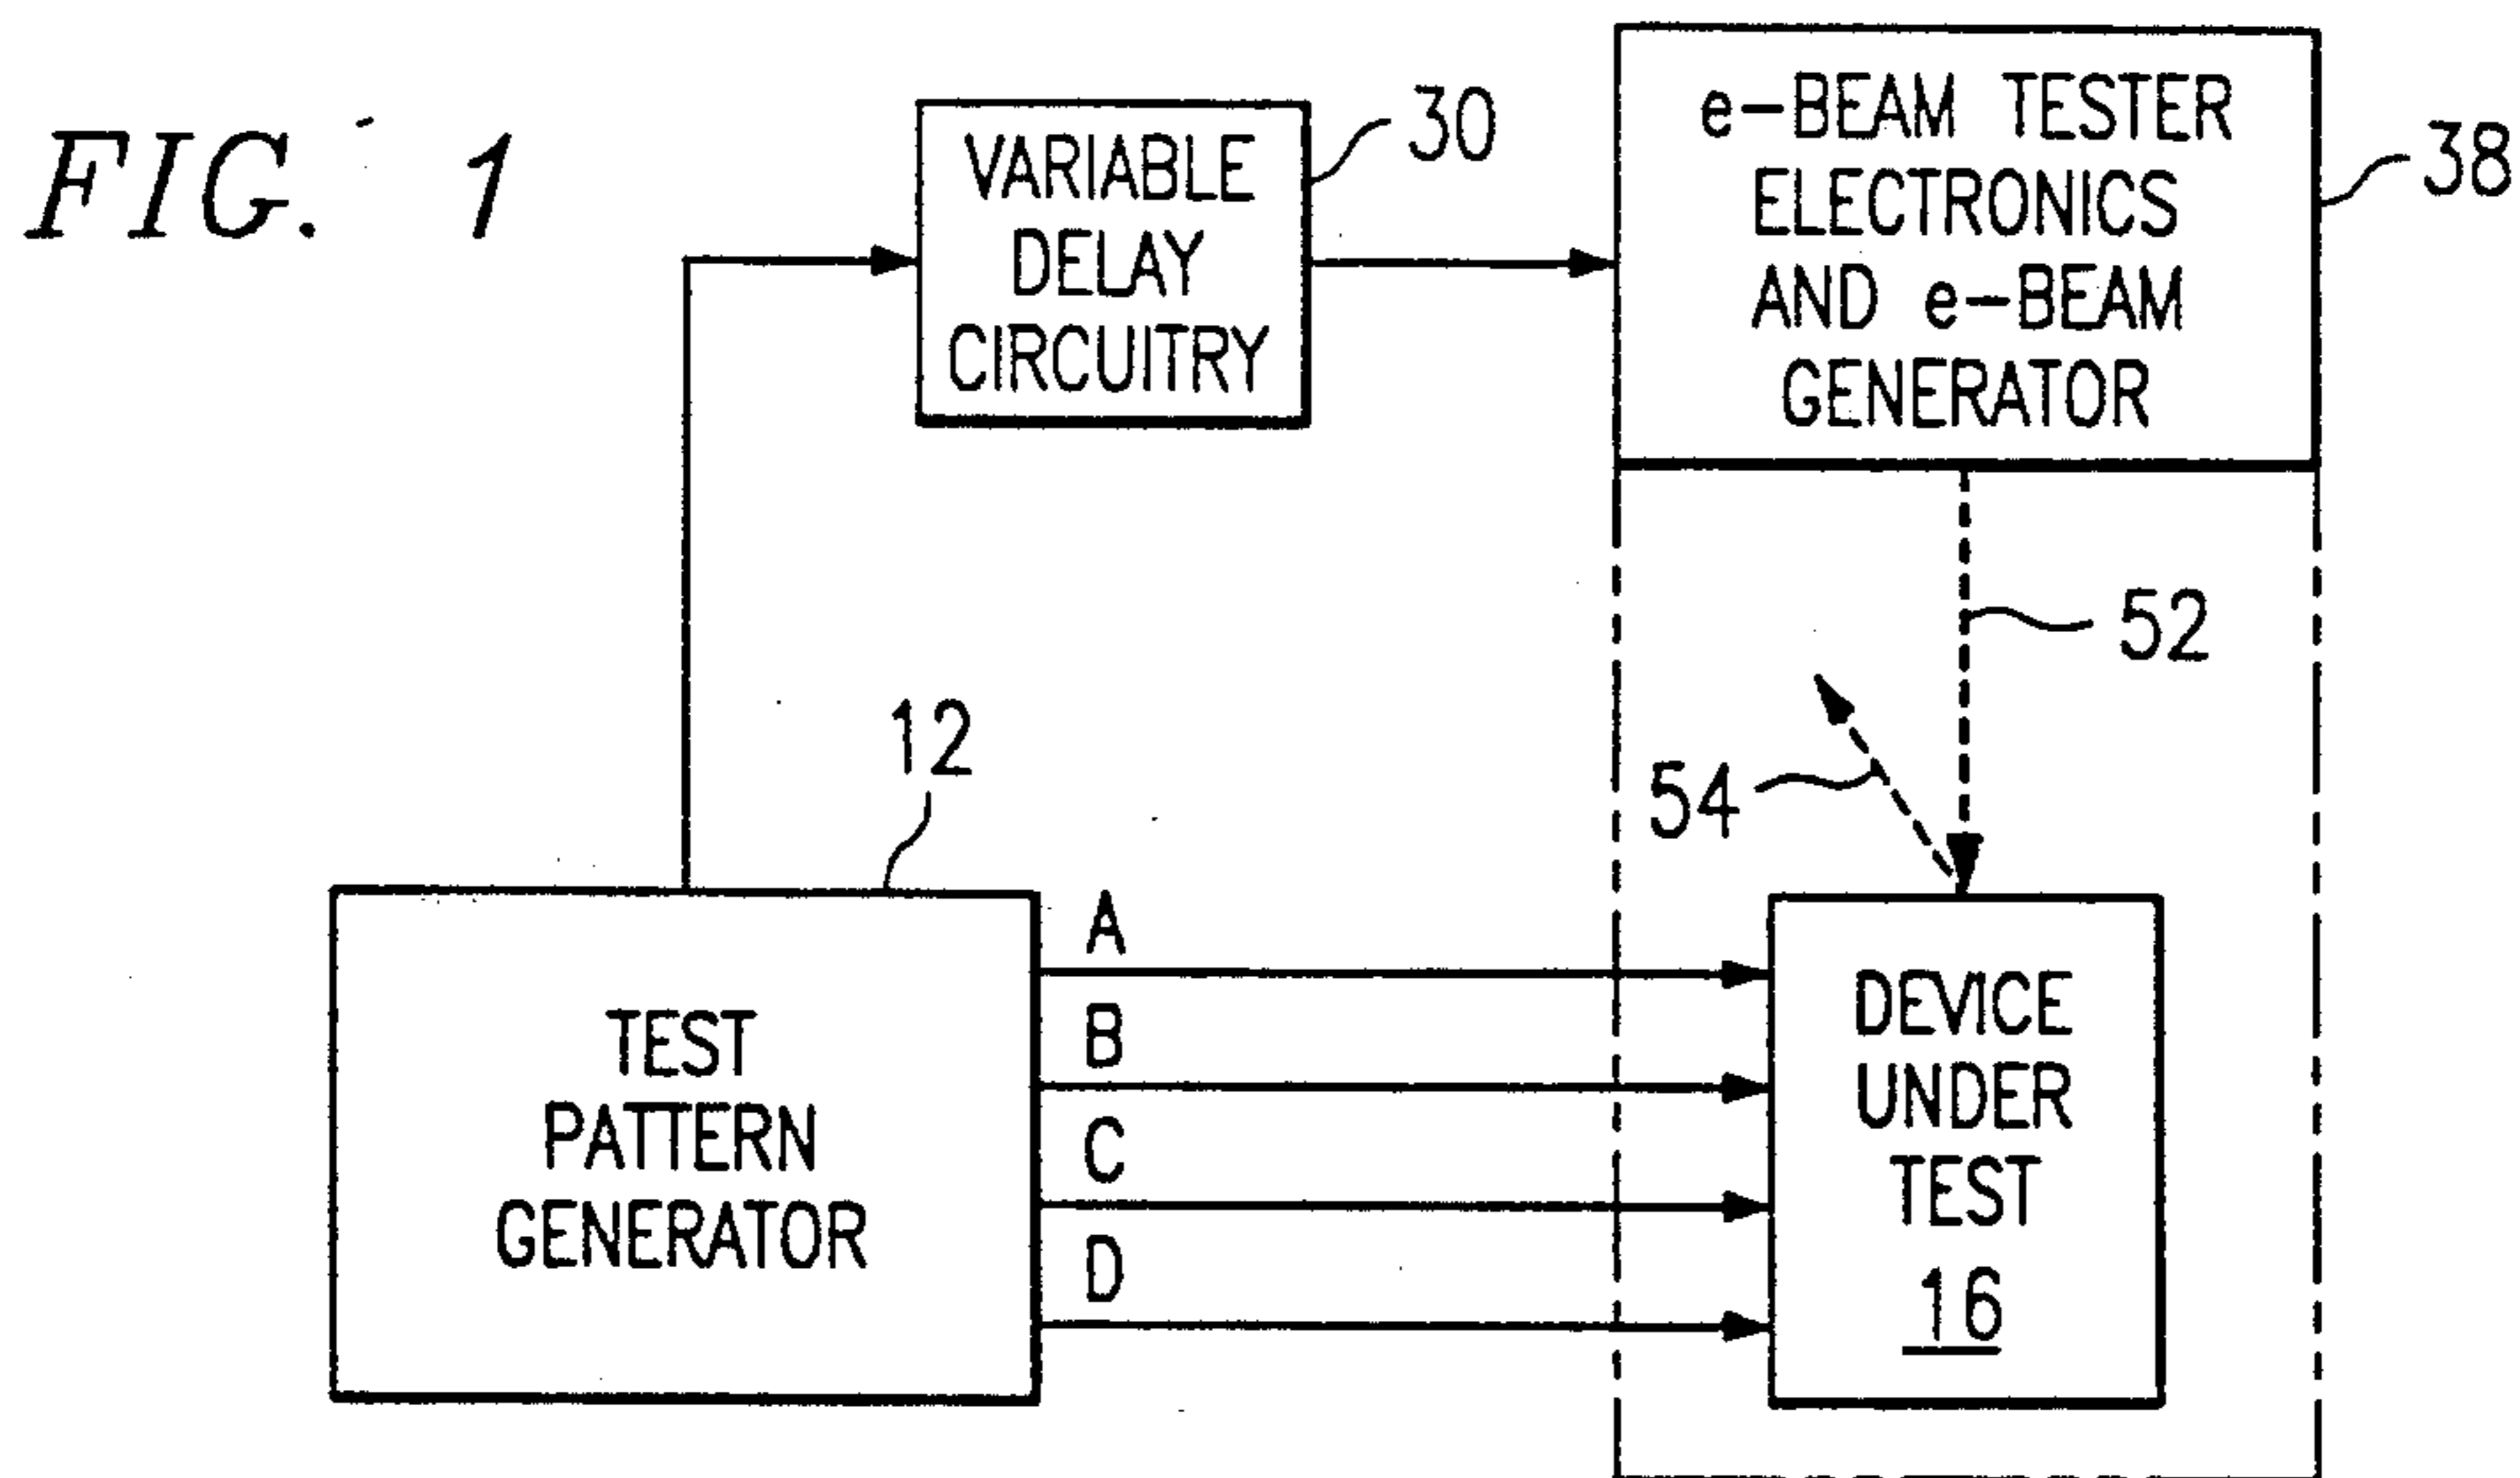 FIG. 1
VARIABLE
DELAY
CIRCUITRY
30
e-BEAM TESTER
ELECTRONICS
AND e-BEAM
GENERATOR
38
52
54
12
TEST
PATTERN
GENERATOR
A
B
C
D
DEVICE
UNDER
TEST
16